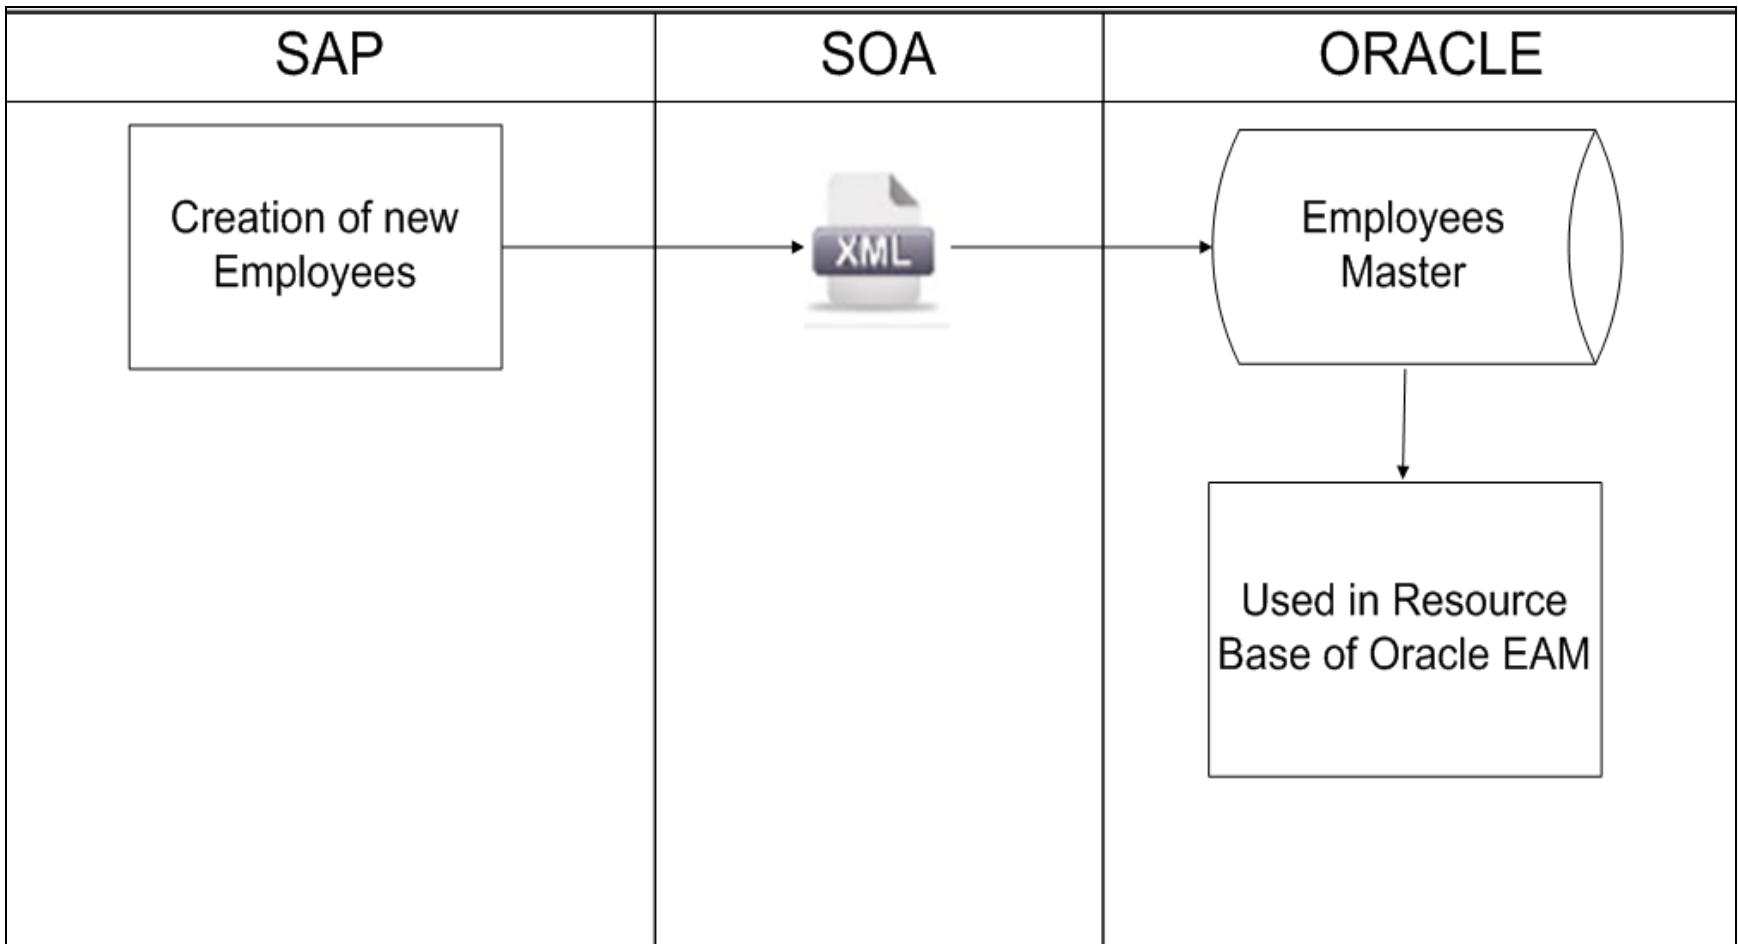 SAP
SOA
ORACLE
Creation of new
Employees
XML
Employees
Master
Used in Resource
Base of Oracle EAM